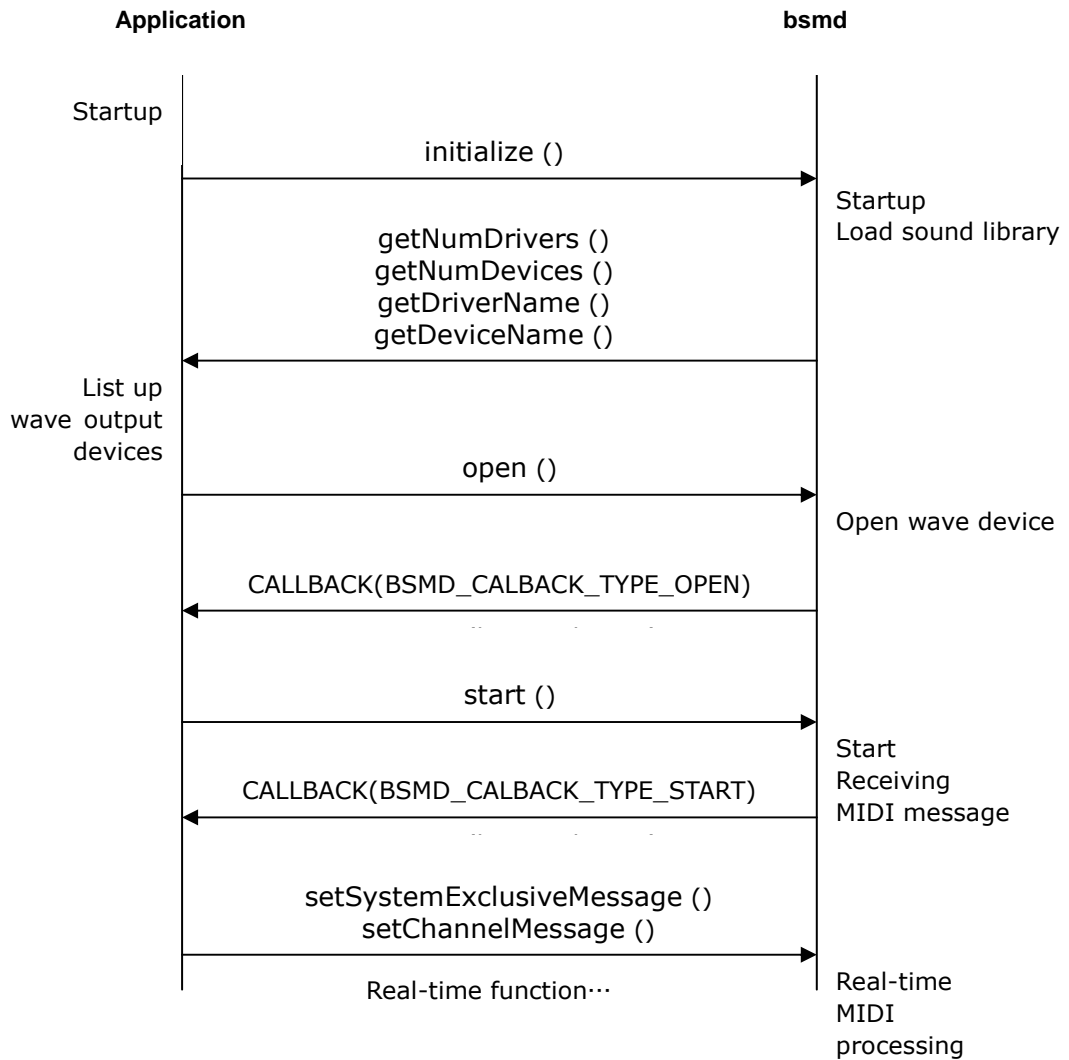 Application
bsmd
Startup
initialize ()
Startup
Load sound library
getNumDrivers ()
getNumDevices ()
getDriverName ()
getDeviceName ()
List up
wave output
devices
open ()
Open wave device
CALLBACK(BSMD_CALBACK_TYPE_OPEN)
start ()
Start
Receiving
MIDI message
CALLBACK(BSMD_CALBACK_TYPE_START)
setSystemExclusiveMessage ()
setChannelMessage ()
Real-time function…
Real-time
MIDI
processing